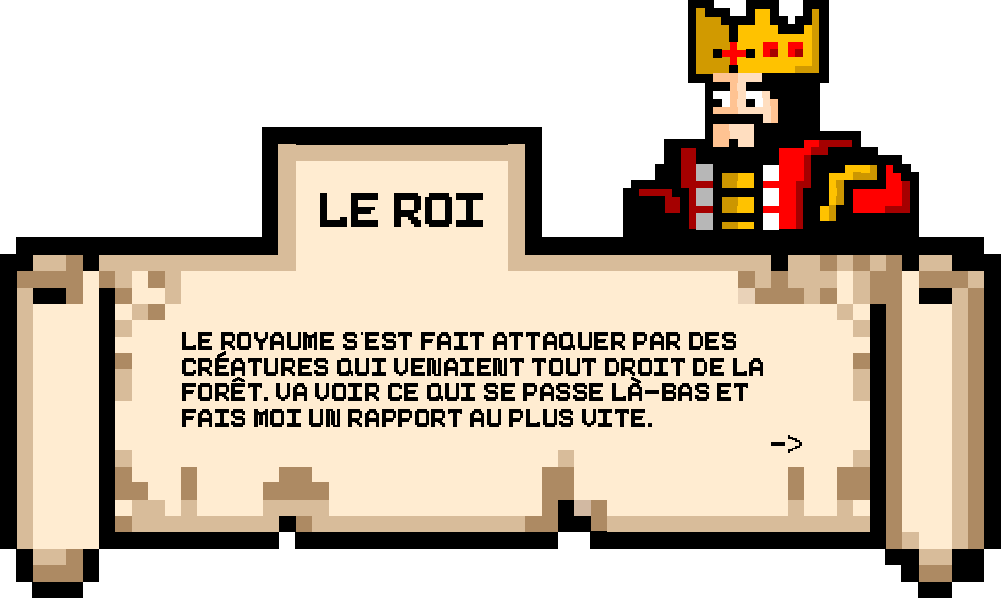 LE ROI
LE ROYAUME S'EST FAIT ATTAQUER PAR DES
CRÉATURES QUI VENAIENT TOUT DROIT DE LA
FORÊT. VA VOIR CE QUI SE PASSE LÀ-BAS ET
FAIS MOI UN RAPPORT AU PLUS VITE.
->